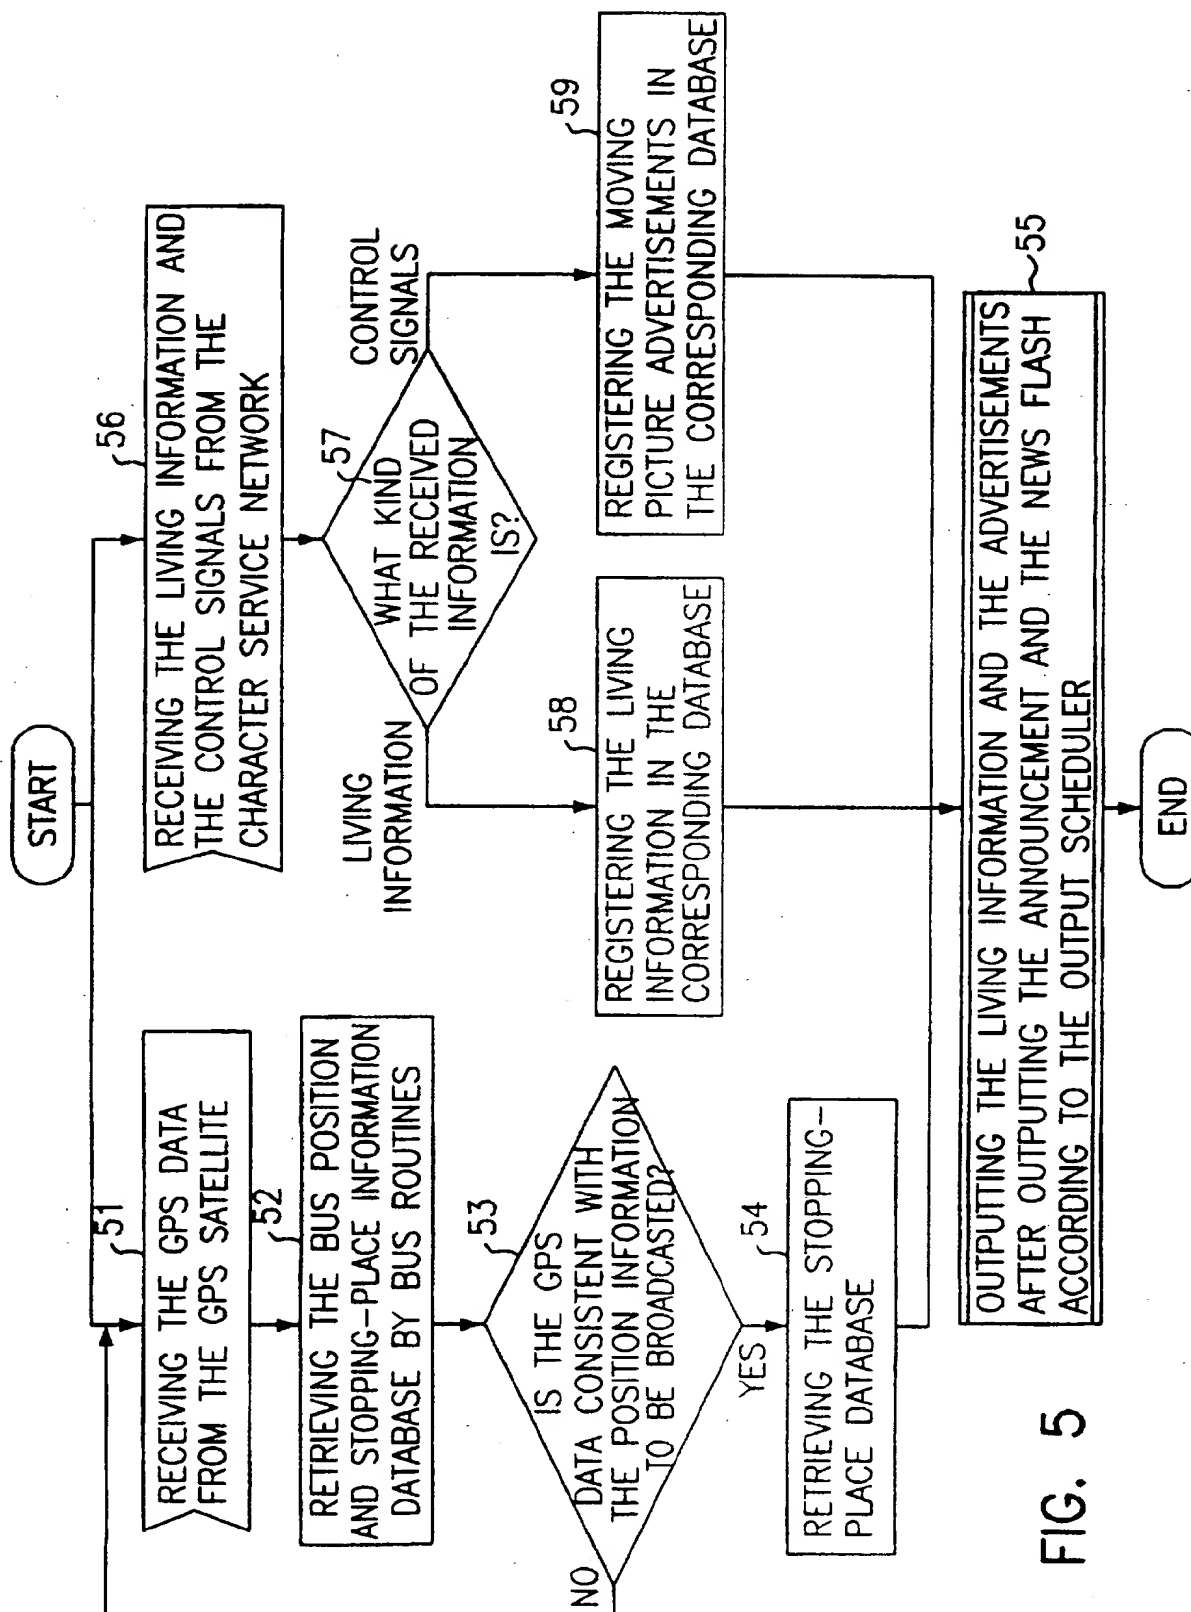 START
51
RECEIVING THE GPS DATA
FROM THE GPS SATELLITE
52
RETRIEVING THE BUS POSITION
AND STOPPING-PLACE INFORMATION
DATABASE BY BUS ROUTINES
53
IS THE GPS
DATA CONSISTENT WITH
THE POSITION INFORMATION
TO BE BROADCASTED?
NO
YES
54
RETRIEVING THE STOPPING-
PLACE DATABASE
56
RECEIVING THE LIVING INFORMATION AND
THE CONTROL SIGNALS FROM THE
CHARACTER SERVICE NETWORK
57
WHAT KIND
OF THE RECEIVED
INFORMATION
IS?
LIVING
INFORMATION
CONTROL
SIGNALS
58
REGISTERING THE LIVING
INFORMATION IN THE
CORRESPONDING DATABASE
59
REGISTERING THE MOVING
PICTURE ADVERTISEMENTS IN
THE CORRESPONDING DATABASE
55
OUTPUTING THE LIVING INFORMATION AND THE ADVERTISEMENTS
AFTER OUTPUTING THE ANNOUNCEMENT AND THE NEWS FLASH
ACCORDING TO THE OUTPUT SCHEDULER
END
FIG. 5